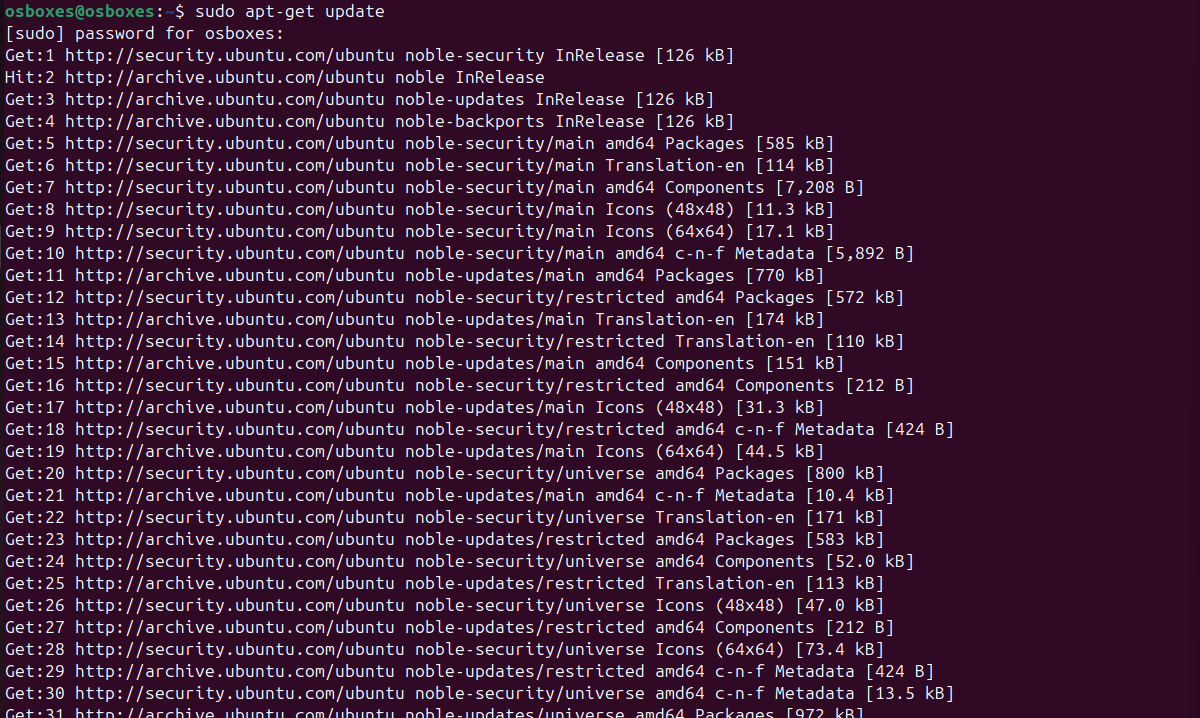 osboxes@osboxes:~$ sudo apt-get update
[sudo] password for osboxes:
Get:1 http://security.ubuntu.com/ubuntu noble-security InRelease [126 kB]
Hit:2 http://archive.ubuntu.com/ubuntu noble InRelease
Get:3 http://archive.ubuntu.com/ubuntu noble-updates InRelease [126 kB]
Get:4 http://archive.ubuntu.com/ubuntu noble-backports InRelease [126 kB]
Get:5 http://security.ubuntu.com/ubuntu noble-security/main amd64 Packages [585 kB]
Get:6 http://security.ubuntu.com/ubuntu noble-security/main Translation-en [114 kB]
Get:7 http://security.ubuntu.com/ubuntu noble-security/main amd64 Components [7,208 B]
Get:8 http://security.ubuntu.com/ubuntu noble-security/main Icons (48x48) [11.3 kB]
Get:9 http://security.ubuntu.com/ubuntu noble-security/main Icons (64x64) [17.1 kB]
Get:10 http://security.ubuntu.com/ubuntu noble-security/main amd64 c-n-f Metadata [5,892 B]
Get:11 http://archive.ubuntu.com/ubuntu noble-updates/main amd64 Packages [770 kB]
Get:12 http://security.ubuntu.com/ubuntu noble-security/restricted amd64 Packages [572 kB]
Get:13 http://archive.ubuntu.com/ubuntu noble-updates/main Translation-en [174 kB]
Get:14 http://security.ubuntu.com/ubuntu noble-security/restricted Translation-en [110 kB]
Get:15 http://archive.ubuntu.com/ubuntu noble-updates/main amd64 Components [151 kB]
Get:16 http://security.ubuntu.com/ubuntu noble-security/restricted amd64 Components [212 B]
Get:17 http://archive.ubuntu.com/ubuntu noble-updates/main Icons (48x48) [31.3 kB]
Get:18 http://security.ubuntu.com/ubuntu noble-security/restricted amd64 c-n-f Metadata [424 B]
Get:19 http://archive.ubuntu.com/ubuntu noble-updates/main Icons (64x64) [44.5 kB]
Get:20 http://security.ubuntu.com/ubuntu noble-security/universe amd64 Packages [800 kB]
Get:21 http://archive.ubuntu.com/ubuntu noble-updates/main amd64 c-n-f Metadata [10.4 kB]
Get:22 http://security.ubuntu.com/ubuntu noble-security/universe Translation-en [171 kB]
Get:23 http://archive.ubuntu.com/ubuntu noble-updates/restricted amd64 Packages [583 kB]
Get:24 http://security.ubuntu.com/ubuntu noble-security/universe amd64 Components [52.0 kB]
Get:25 http://archive.ubuntu.com/ubuntu noble-updates/restricted Translation-en [113 kB]
Get:26 http://security.ubuntu.com/ubuntu noble-security/universe Icons (48x48) [47.0 kB]
Get:27 http://archive.ubuntu.com/ubuntu noble-updates/restricted amd64 Components [212 B]
Get:28 http://security.ubuntu.com/ubuntu noble-security/universe Icons (64x64) [73.4 kB]
Get:29 http://archive.ubuntu.com/ubuntu noble-updates/restricted amd64 c-n-f Metadata [424 B]
Get:30 http://security.ubuntu.com/ubuntu noble-security/universe amd64 c-n-f Metadata [13.5 kB]
Get:31 http://archive.ubuntu.com/ubuntu noble-updates/universe amd64 Packages [972 kB]